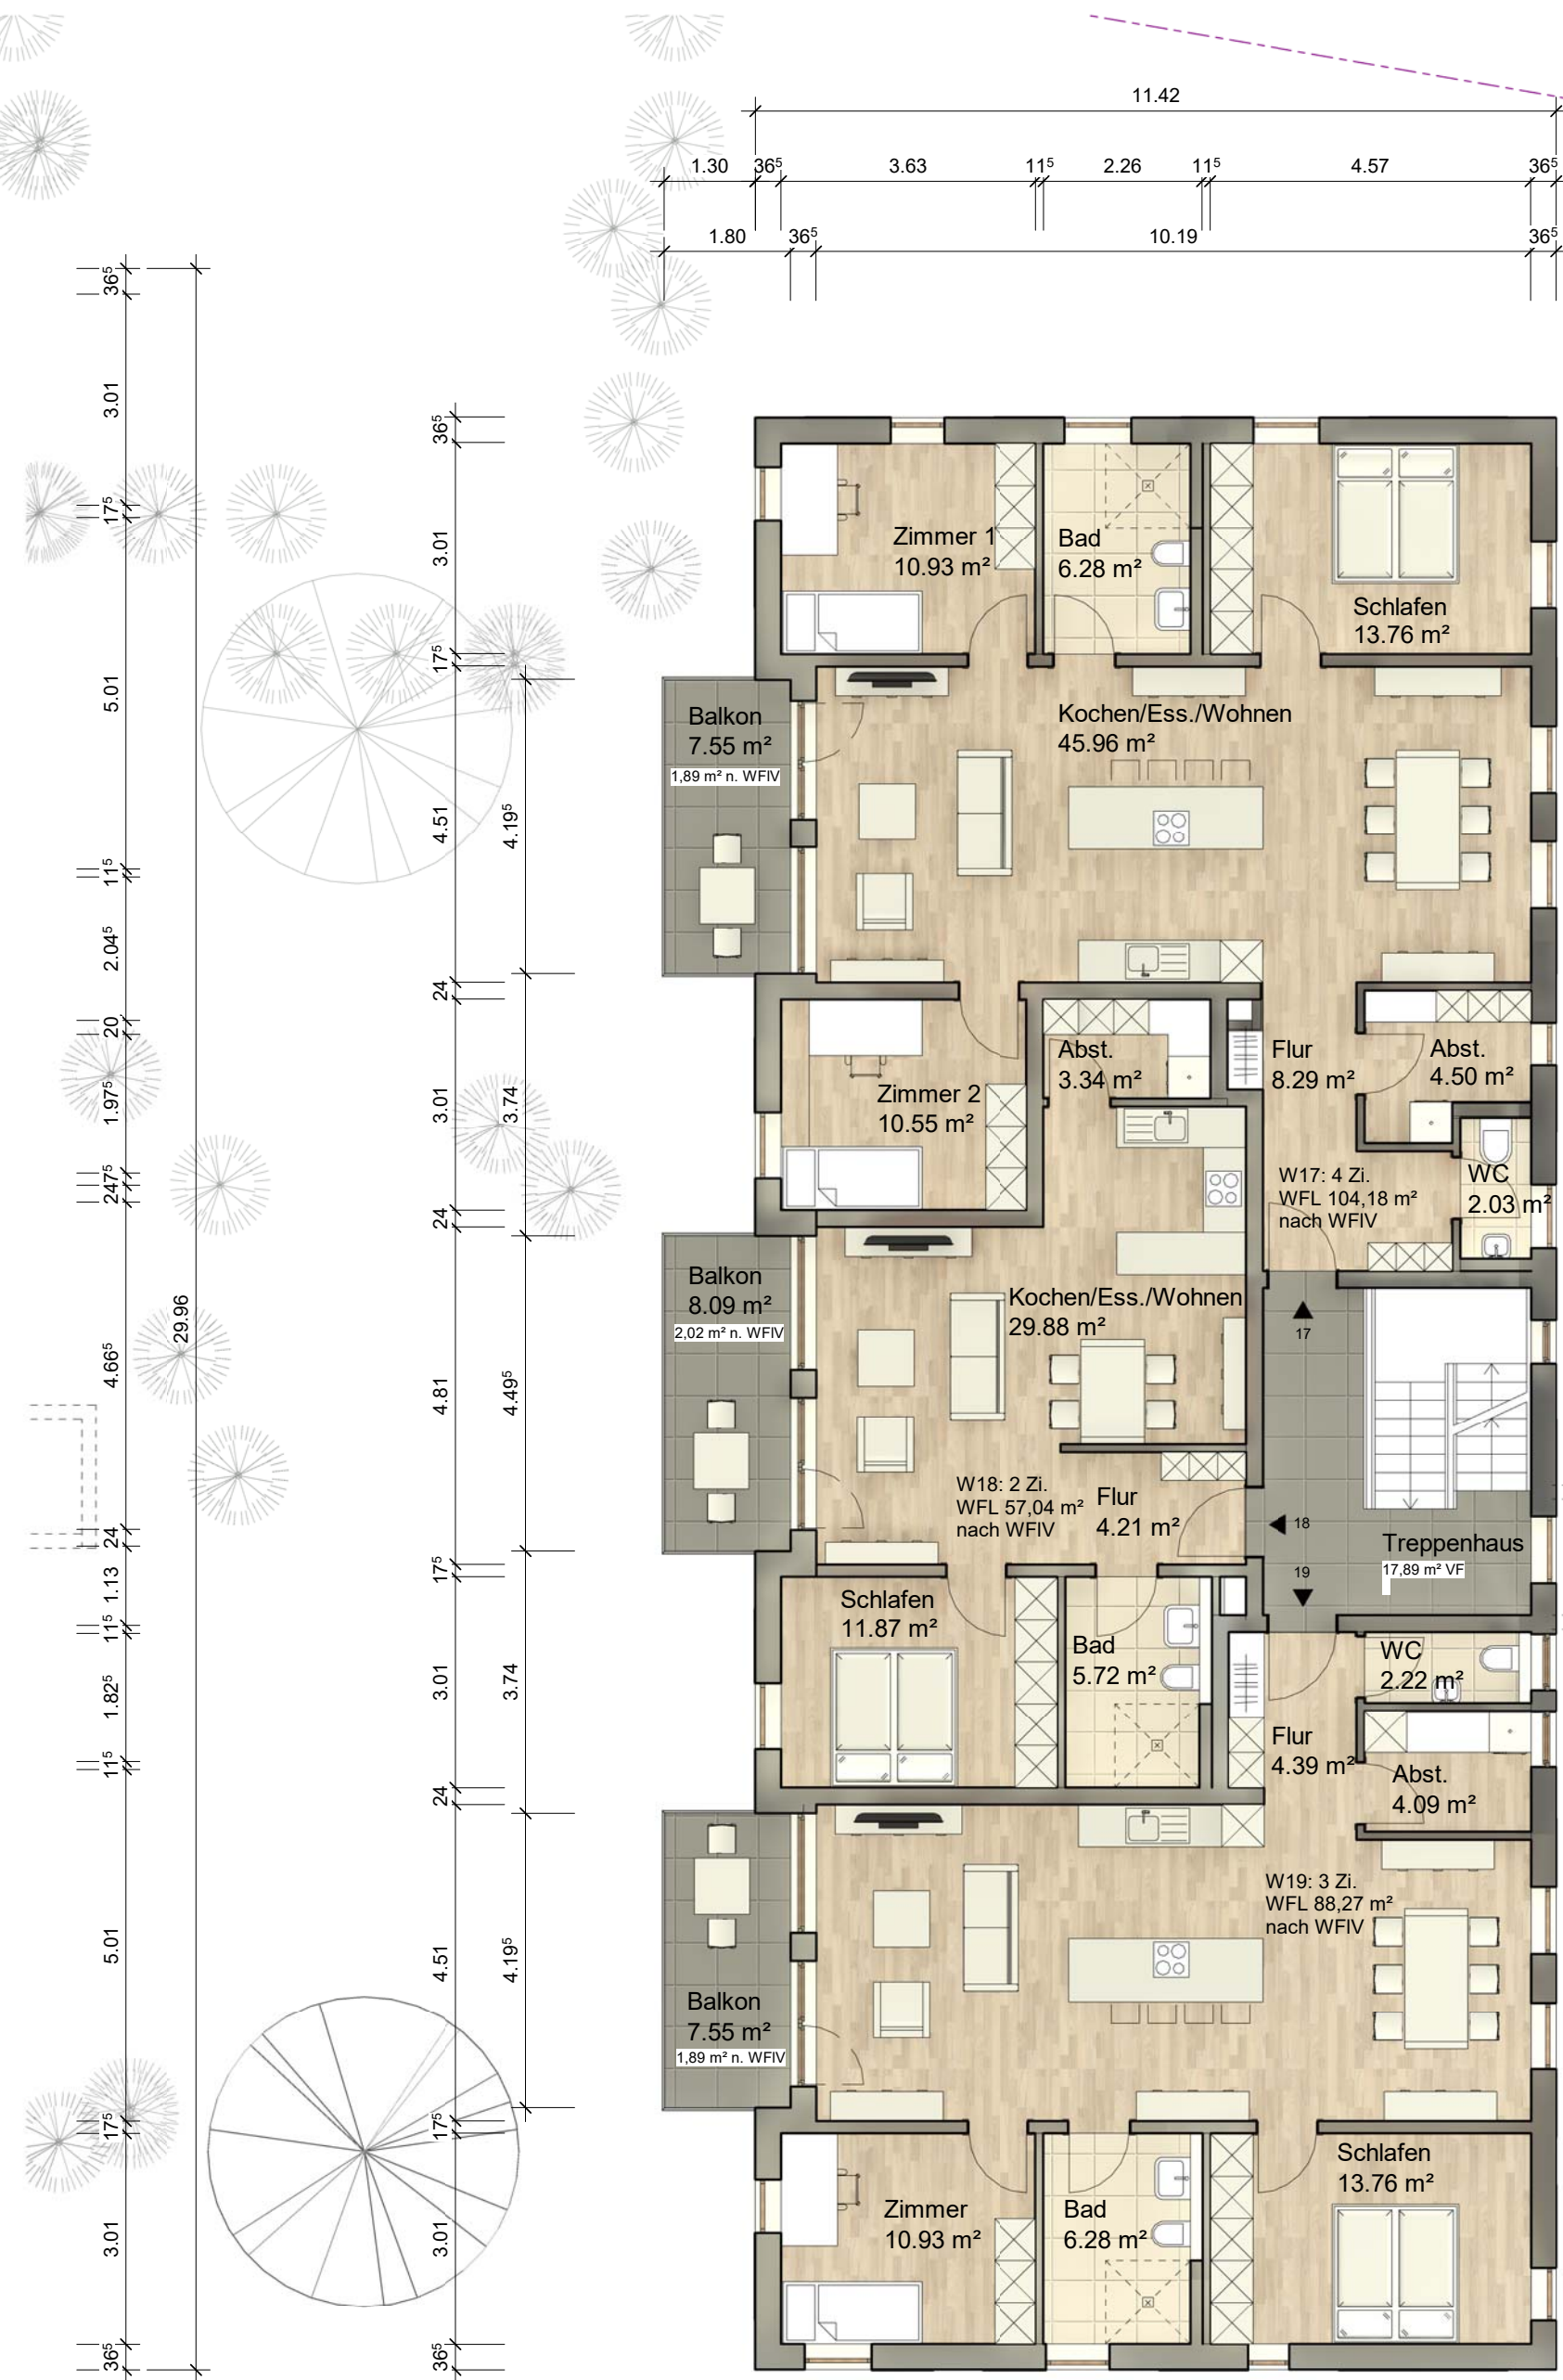 11.42
1.30 36⁵ 3.63 11⁵ 2.26 11⁵ 4.57 36⁵
1.80 36⁵ 10.19 36⁵
36⁵
3.01
17⁵
5.01
11⁵
2.04⁵
20
1.97⁵
7⁵
24
4.66⁵
24
1.13
11⁵
1.82⁵
11⁵
5.01
17⁵
3.01
36⁵
29.96
36⁵
3.01
17⁵
4.51
24
3.01
24
4.81
17⁵
3.01
24
4.51
17⁵
3.01
36⁵
4.19⁵
3.74
4.49⁵
3.74
4.19⁵
Zimmer 1
10.93 m²
Bad
6.28 m²
Schlafen
13.76 m²
Balkon
7.55 m²
1,89 m² n. WFIV
Kochen/Ess./Wohnen
45.96 m²
Zimmer 2
10.55 m²
Abst.
3.34 m²
Flur
8.29 m²
Abst.
4.50 m²
W17: 4 Zi.
WFL 104,18 m²
nach WFIV
WC
2.03 m²
Balkon
8.09 m²
2,02 m² n. WFIV
Kochen/Ess./Wohnen
29.88 m²
17
W18: 2 Zi.
WFL 57,04 m²
nach WFIV
Flur
4.21 m²
18
Treppenhaus
17,89 m² VF
19
Schlafen
11.87 m²
Bad
5.72 m²
WC
2.22 m²
Flur
4.39 m²
Abst.
4.09 m²
W19: 3 Zi.
WFL 88,27 m²
nach WFIV
Balkon
7.55 m²
1,89 m² n. WFIV
Zimmer
10.93 m²
Bad
6.28 m²
Schlafen
13.76 m²